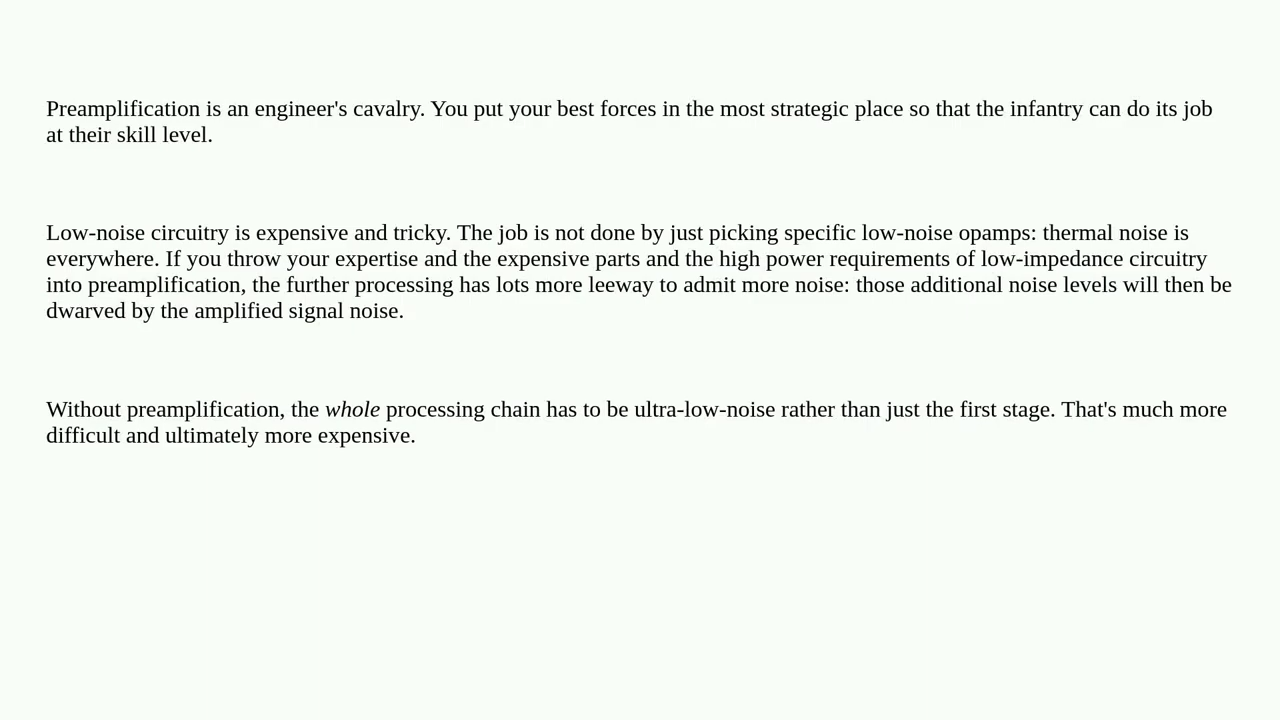 Preamplification is an engineer's cavalry. You put your best forces in the most strategic place so that the infantry can do its job
at their skill level.
Low-noise circuitry is expensive and tricky. The job is not done by just picking specific low-noise opamps: thermal noise is
everywhere. If you throw your expertise and the expensive parts and the high power requirements of low-impedance circuitry
into preamplification, the further processing has lots more leeway to admit more noise: those additional noise levels will then be
dwarved by the amplified signal noise.
Without preamplification, the whole processing chain has to be ultra-low-noise rather than just the first stage. That's much more
difficult and ultimately more expensive.